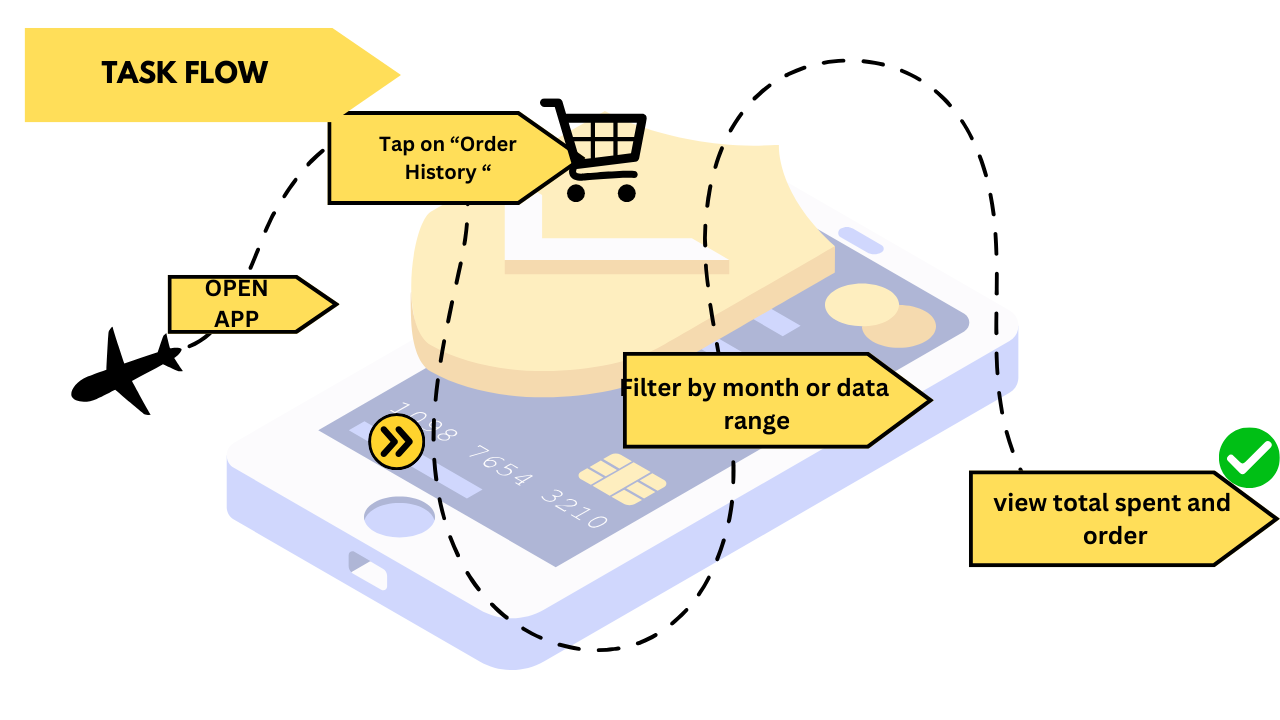 TASK FLOW
Tap on “Order
History “
OPEN
APP
Filter by month or data
range
1098 7654 3210
view total spent and
order